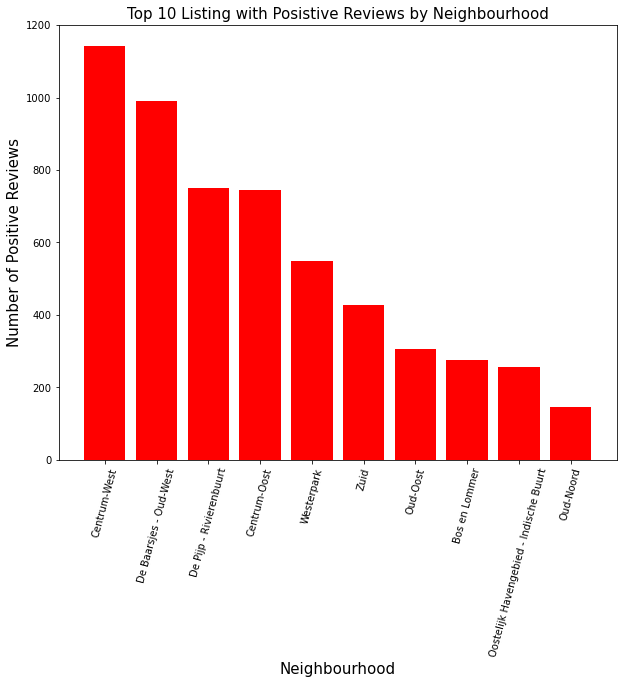 Top 10 Listing with Posistive Reviews by Neighbourhood
Number of Positive Reviews
1200
1000
800
600
400
200
0
Centrum-West
De Baarsjes - Oud-West
De Pijp - Rivierenbuurt
Centrum-Oost
Westerpark
Zuid
Oud-Oost
Bos en Lommer
Oostelijk Havengebied - Indische Buurt
Oud-Noord
Neighbourhood